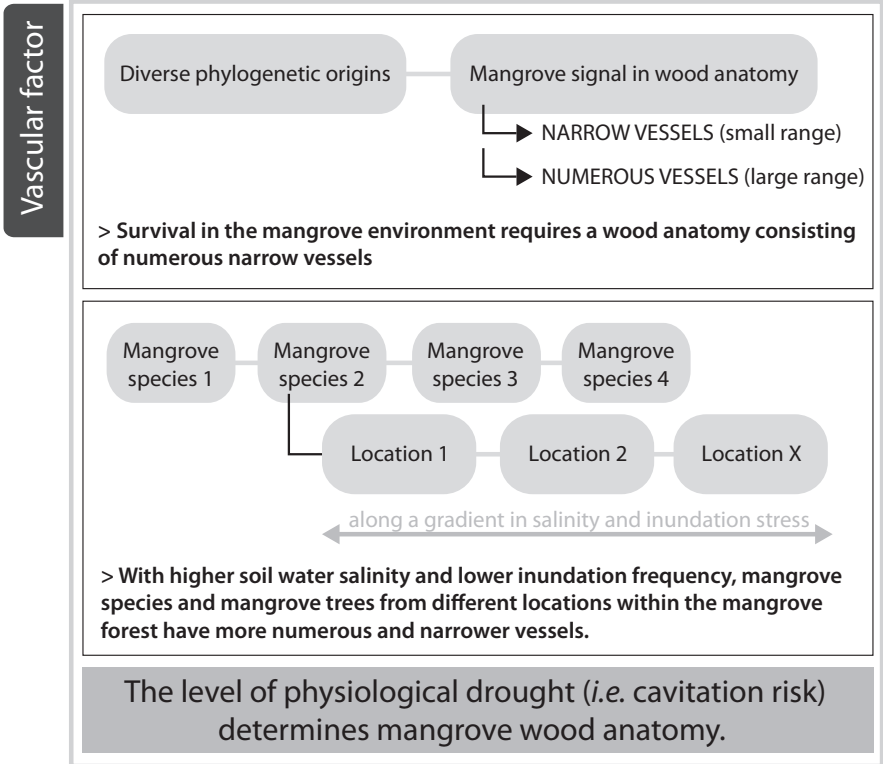 Vascular factor
Diverse phylogenetic origins
Mangrove signal in wood anatomy
NARROW VESSELS (small range)
NUMEROUS VESSELS (large range)
> Survival in the mangrove environment requires a wood anatomy consisting
of numerous narrow vessels
Mangrove
species 1
Mangrove
species 2
Mangrove
species 3
Mangrove
species 4
Location 1
Location 2
Location X
along a gradient in salinity and inundation stress
> With higher soil water salinity and lower inundation frequency, mangrove
species and mangrove trees from different locations within the mangrove
forest have more numerous and narrower vessels.
The level of physiological drought (i.e. cavitation risk)
determines mangrove wood anatomy.